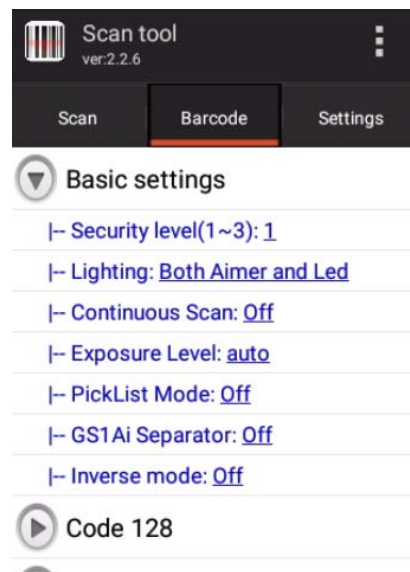 Scan tool
ver:2.2.6
Scan Barcode Settings
Basic settings
|-- Security level(1~3): 1
|-- Lighting: Both Aimer and Led
|-- Continuous Scan: Off
|-- Exposure Level: auto
|-- PickList Mode: Off
|-- GS1Ai Separator: Off
|-- Inverse mode: Off
Code 128